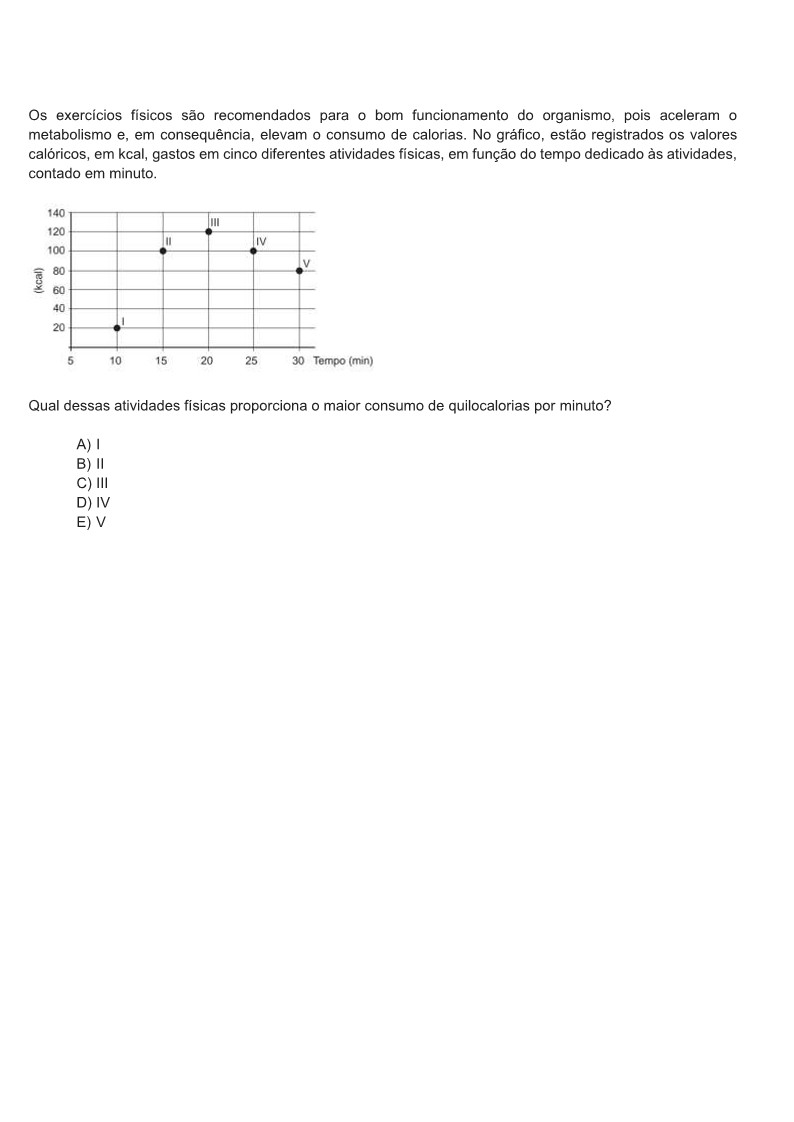 Os exercícios físicos são recomendados para o bom funcionamento do organismo, pois aceleram o
metabolismo e, em consequência, elevam o consumo de calorias. No gráfico, estão registrados os valores
calóricos, em kcal, gastos em cinco diferentes atividades físicas, em função do tempo dedicado às atividades,
contado em minuto.
140
120
100
80
60
40
20
(kcal)
I
II
III
IV
V
5 10 15 20 25 30 Tempo (min)
Qual dessas atividades físicas proporciona o maior consumo de quilocalorias por minuto?
A) I
B) II
C) III
D) IV
E) V